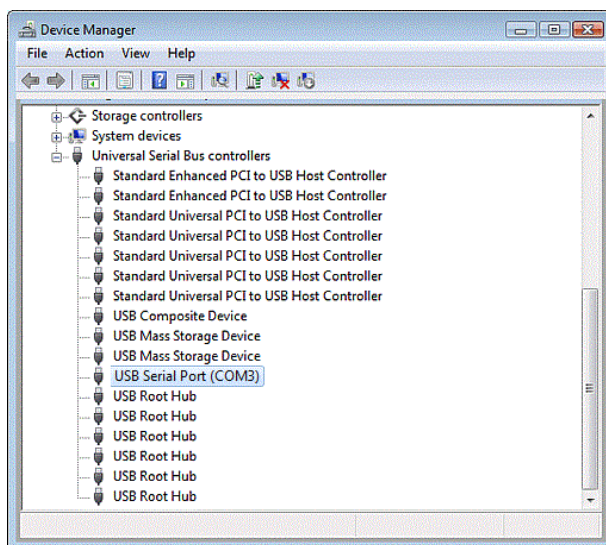 Device Manager
File Action View Help
Storage controllers
System devices
Universal Serial Bus controllers
Standard Enhanced PCI to USB Host Controller
Standard Enhanced PCI to USB Host Controller
Standard Universal PCI to USB Host Controller
Standard Universal PCI to USB Host Controller
Standard Universal PCI to USB Host Controller
Standard Universal PCI to USB Host Controller
Standard Universal PCI to USB Host Controller
USB Composite Device
USB Mass Storage Device
USB Mass Storage Device
USB Serial Port (COM3)
USB Root Hub
USB Root Hub
USB Root Hub
USB Root Hub
USB Root Hub
USB Root Hub